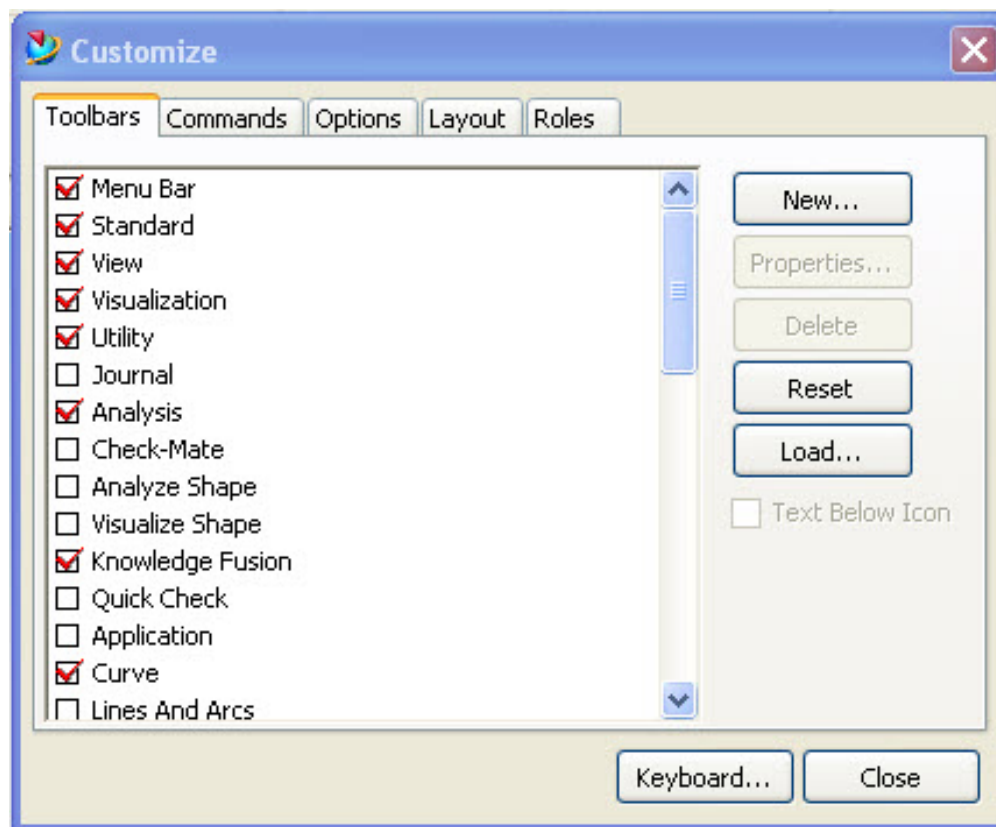 Customize
Toolbars Commands Options Layout Roles
Menu Bar
Standard
View
Visualization
Utility
Journal
Analysis
Check-Mate
Analyze Shape
Visualize Shape
Knowledge Fusion
Quick Check
Application
Curve
Lines And Arcs
New...
Properties...
Delete
Reset
Load...
Text Below Icon
Keyboard... Close